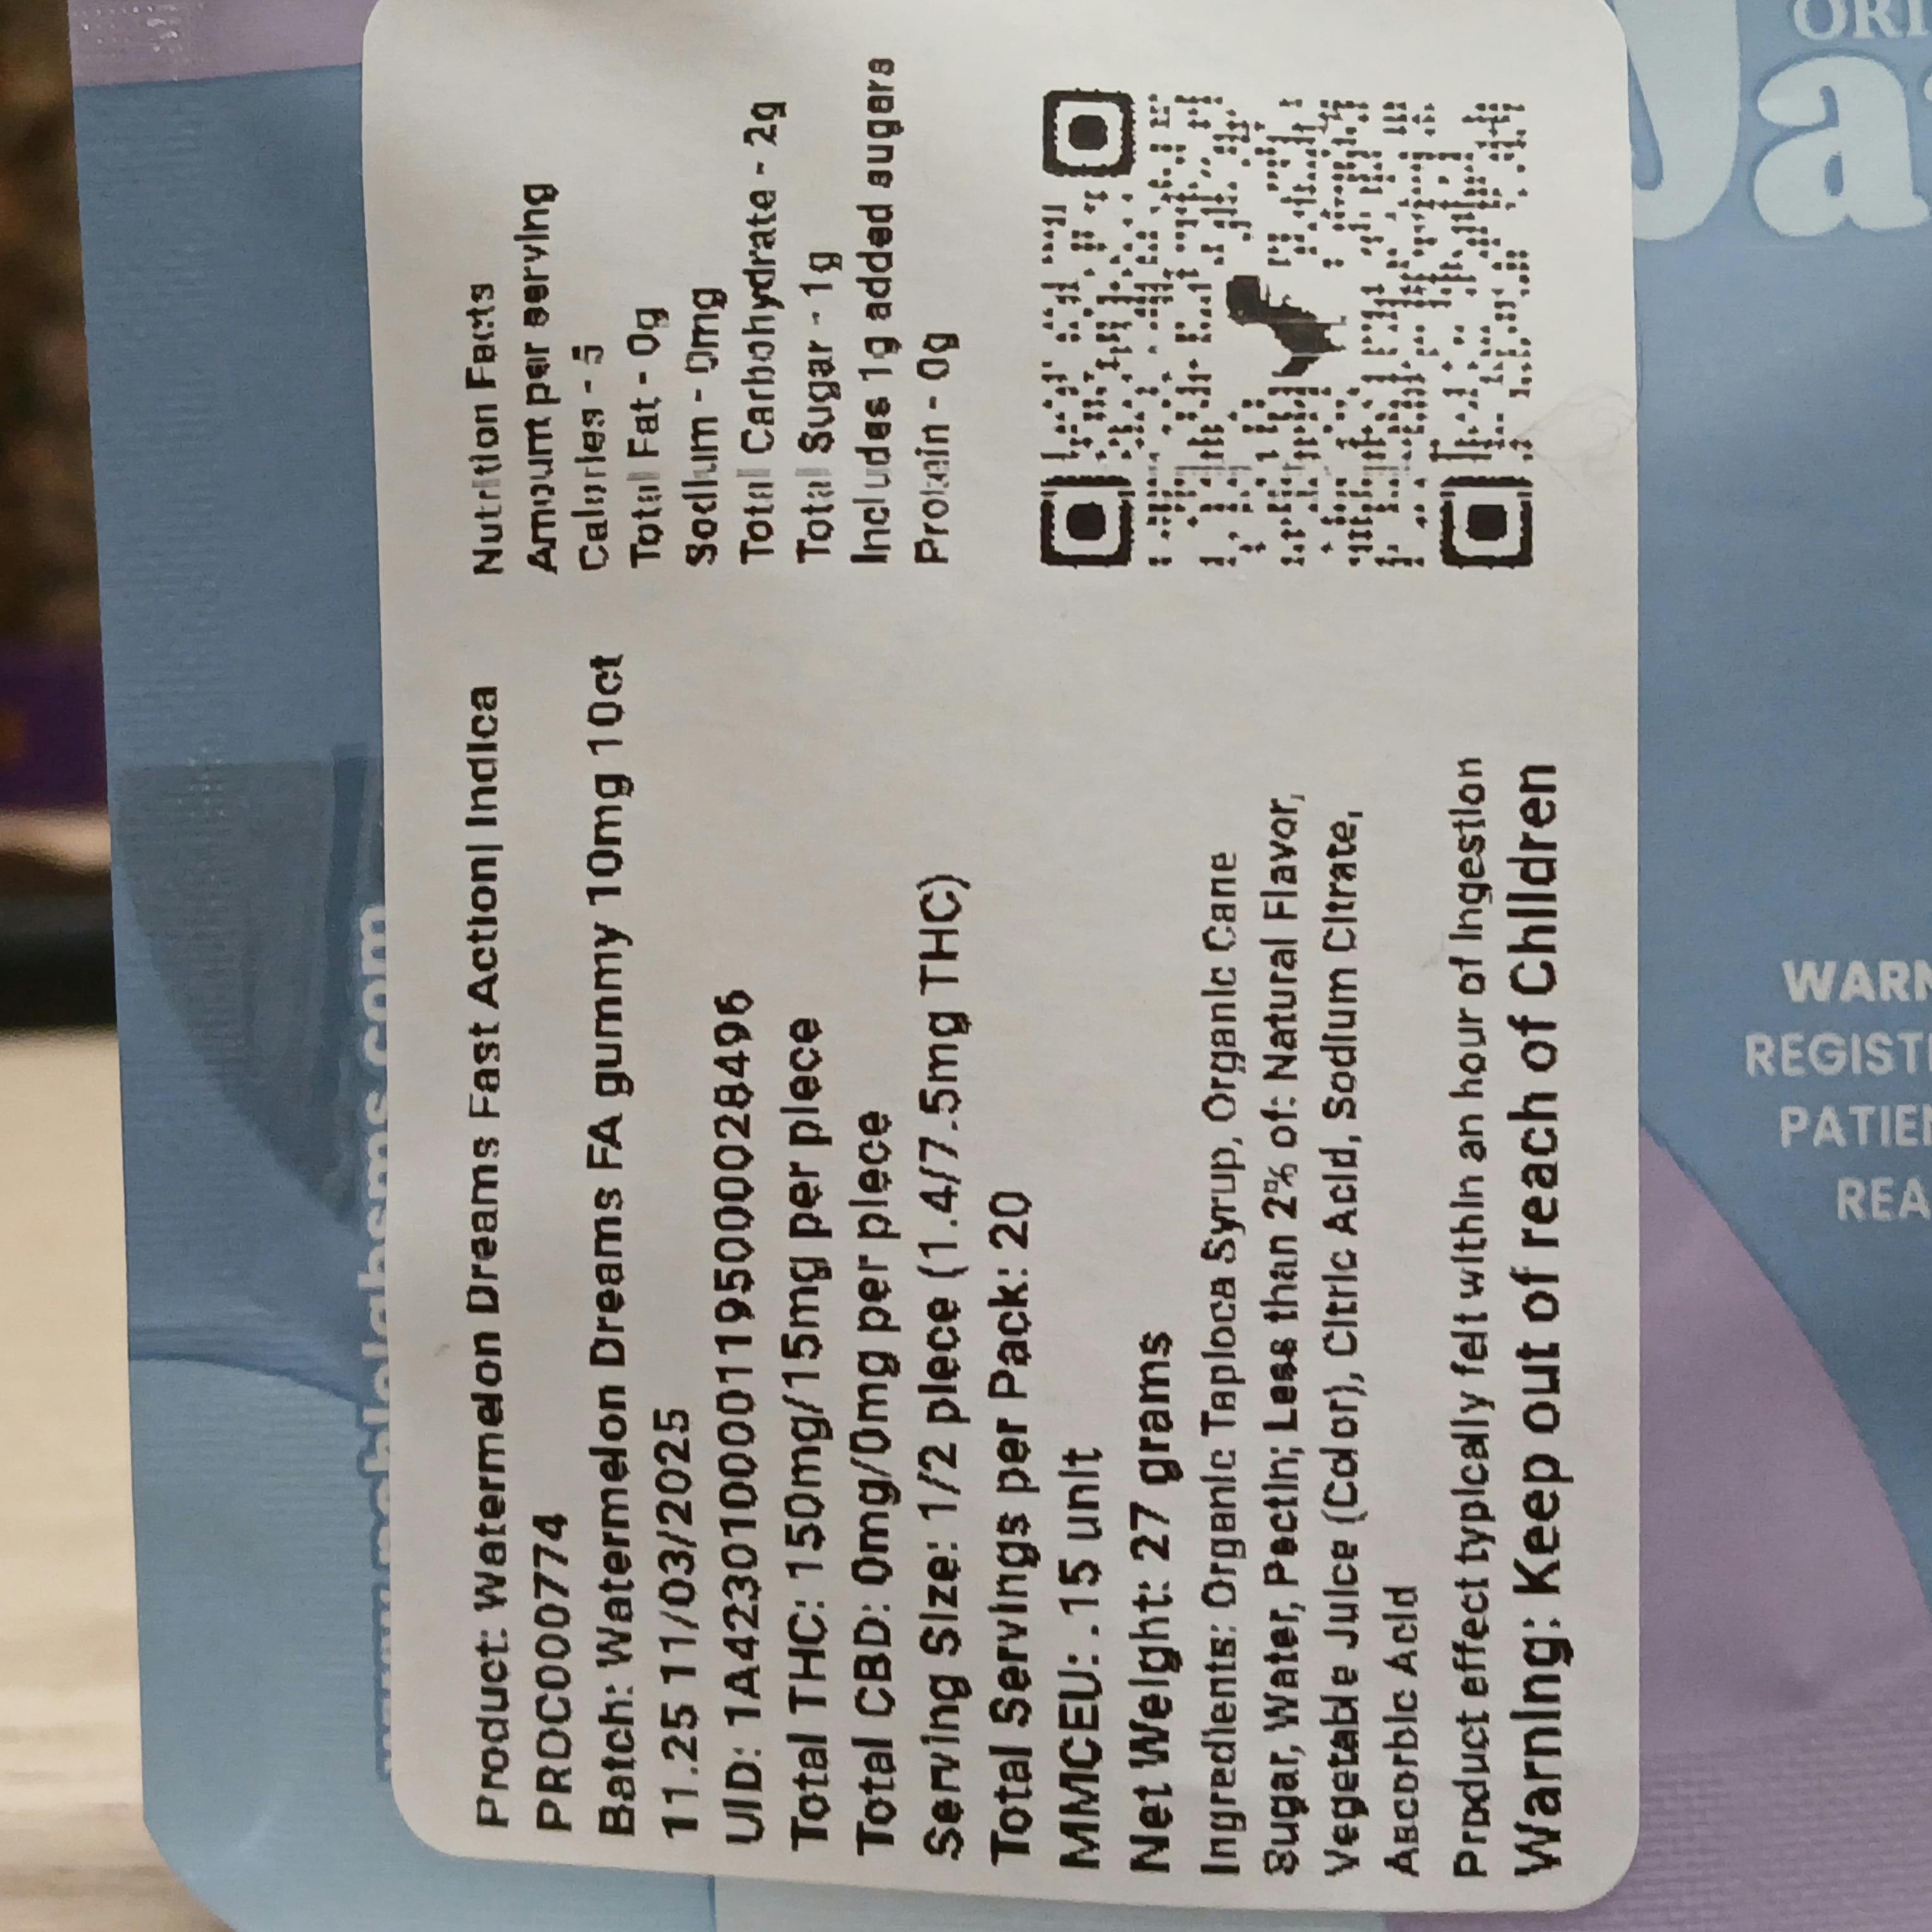 Product: Watermelon Dreams Fast Action| Indica
PROC000774
Batch: Watermelon Dreams FA gummy 10mg 10ct
11.25 11/03/2025
UID: 1A4230100001195000028496
Total THC: 150mg/15mg per piece
Total CBD: 0mg/0mg per piece
Serving Size: 1/2 piece (1.4/7.5mg THC)
Total Servings per Pack: 20
MMCEU: .15 unit
Net Weight: 27 grams
Ingredients: Organic Tapioca Syrup, Organic Cane
Sugar, Water, Pectin; Less than 2% of: Natural Flavor,
Vegetable Juice (Color), Citric Acid, Sodium Citrate,
Ascorbic Acid
Product effect typically felt within an hour of ingestion
Warning: Keep out of reach of Children
Nutrition Facts
Amount per serving
Calories - 5
Total Fat - 0g
Sodium - 0mg
Total Carbohydrate - 2g
Total Sugar - 1g
Includes 1g added sugars
Protein - 0g
ORI
Wa
WARN
REGIST
PATIEN
REA